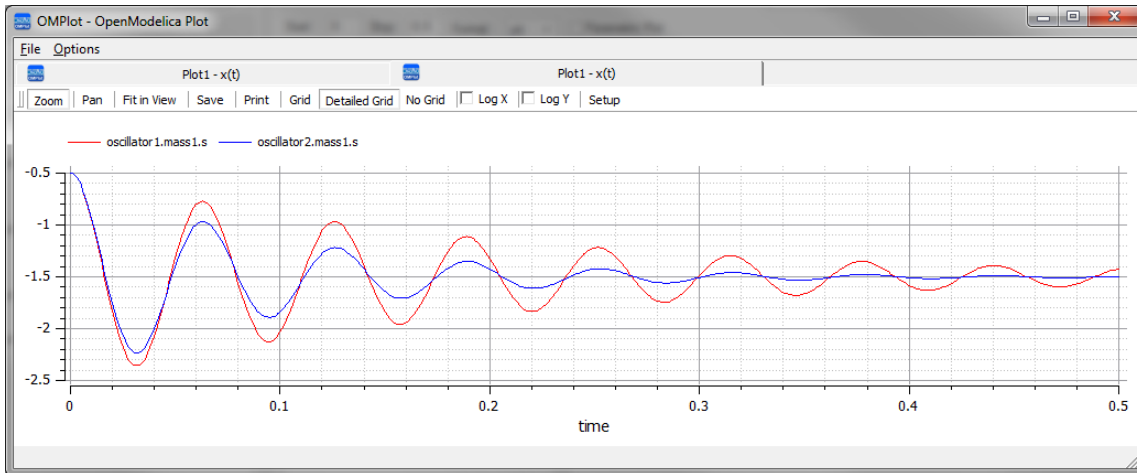 OMPlot - OpenModelica Plot
File Options
Plot1 - x(t) Plot1 - x(t)
Zoom Pan Fit in View Save Print Grid Detailed Grid No Grid Log X Log Y Setup
oscillator1.mass1.s oscillator2.mass1.s
-0.5
-1
-1.5
-2
-2.5
0 0.1 0.2 0.3 0.4 0.5
time